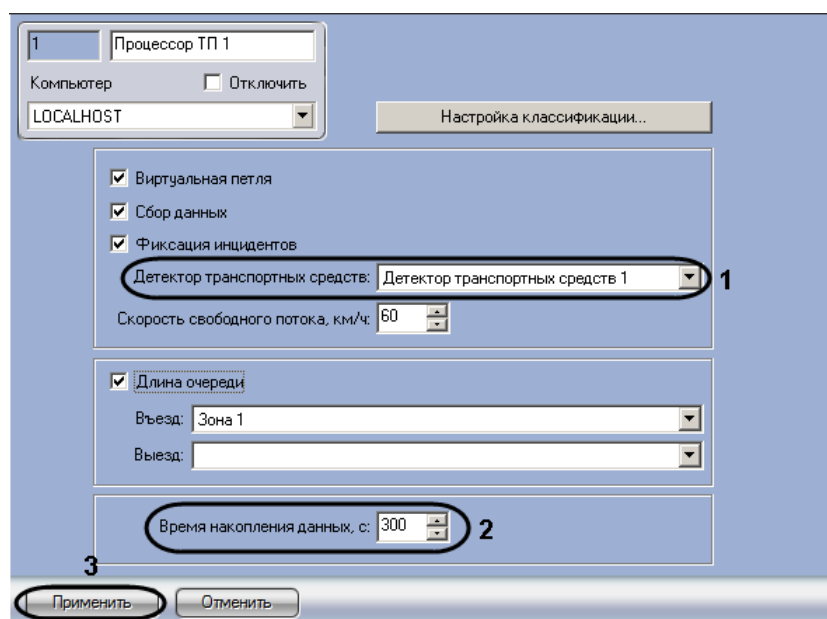 1 Процессор ТП 1
Компьютер Отключить
LOCALHOST Настройка классификации...
Виртуальная петля
Сбор данных
Фиксация инцидентов
Детектор транспортных средств: Детектор транспортных средств 1 1
Скорость свободного потока, км/ч: 60
Длина очереди
Въезд: Зона 1
Выезд:
Время накопления данных, с: 300 2
3
Применить Отменить